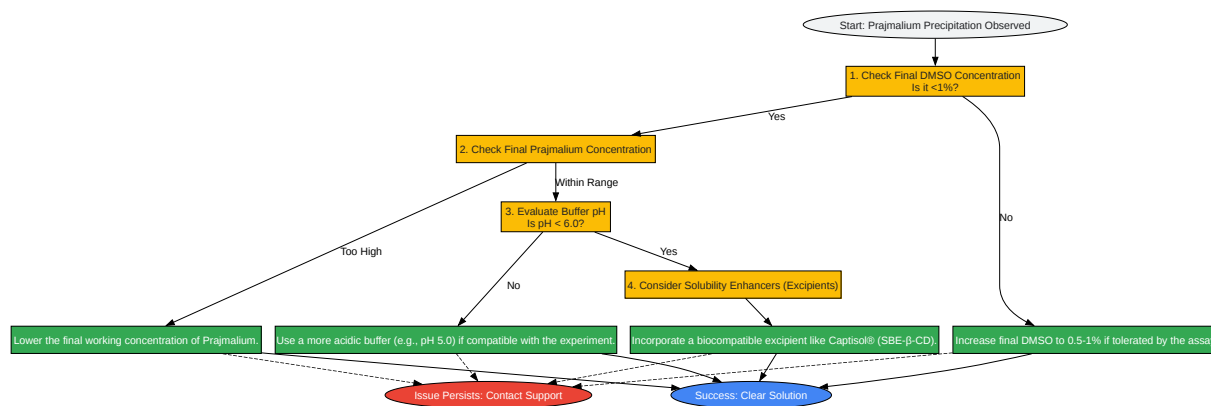 Start: Prajmalium Precipitation Observed
1. Check Final DMSO Concentration
Is it <1%?
Yes
2. Check Final Prajmalium Concentration
Within Range
3. Evaluate Buffer pH
Is pH < 6.0?
No
Too High
Yes
No
4. Consider Solubility Enhancers (Excipients)
Lower the final working concentration of Prajmalium.
Use a more acidic buffer (e.g., pH 5.0) if compatible with the experiment.
Incorporate a biocompatible excipient like Captisol® (SBE-β-CD).
Increase final DMSO to 0.5-1% if tolerated by the assay
Issue Persists: Contact Support
Success: Clear Solution